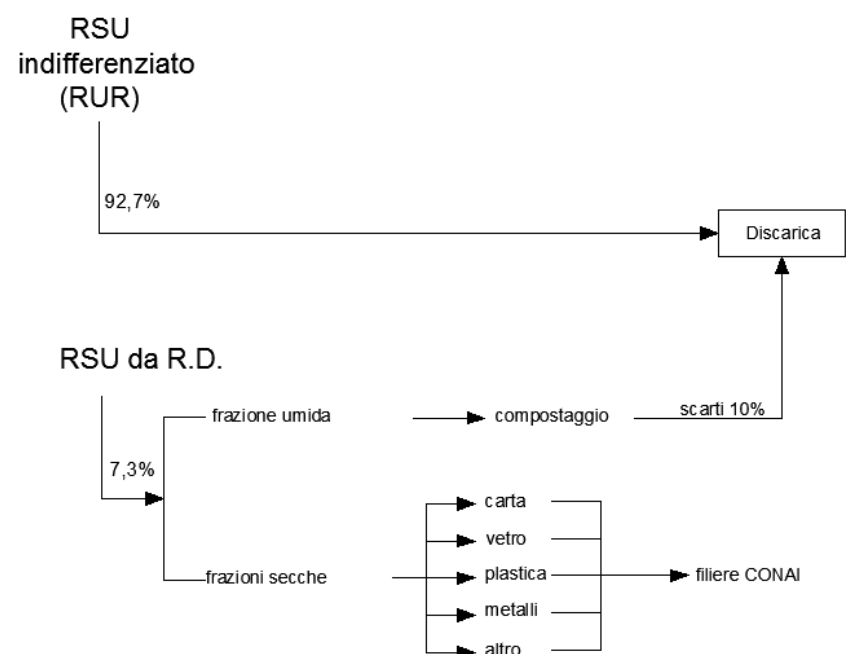 RSU
indifferenziato
(RUR)
92,7%
Discarica
RSU da R.D.
frazione umida
compostaggio
scarti 10%
7,3%
carta
vetro
frazioni secche
plastica
filiere CONAI
metalli
altro